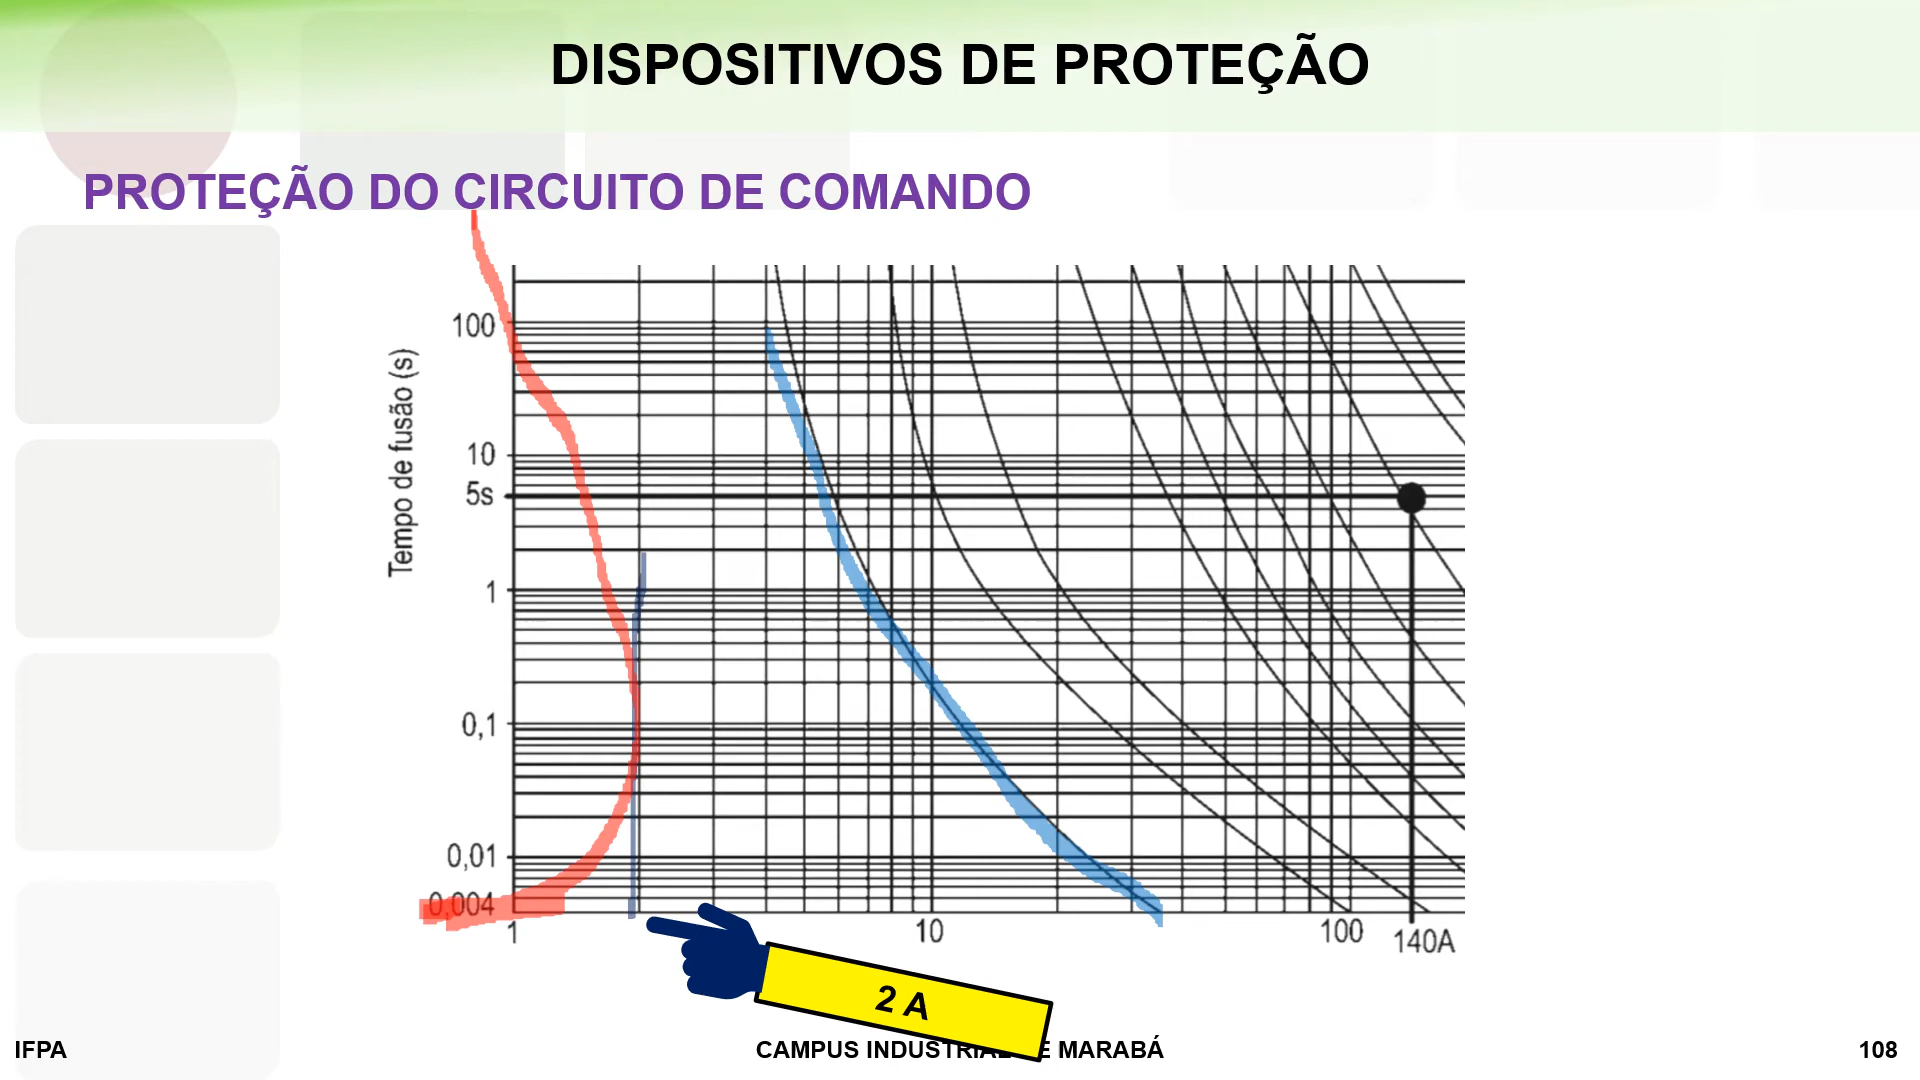 DISPOSITIVOS DE PROTEÇÃO
PROTEÇÃO DO CIRCUITO DE COMANDO
Tempo de fusão (s)
100
10
5s
1
0,1
0,01
0,004
1
10
100
140A
2 A
IFPA
CAMPUS INDUSTRIAL E MARABÁ
108